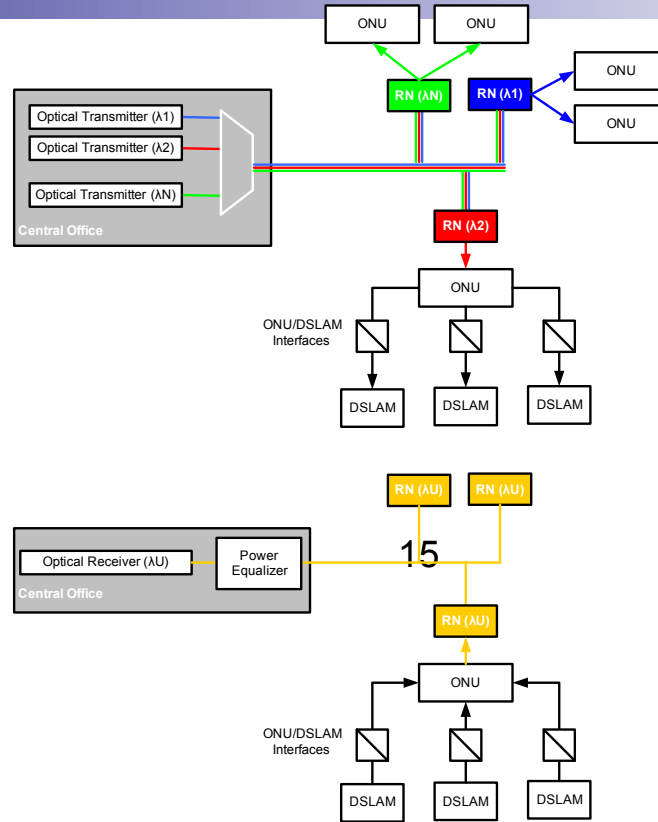 ONU
ONU
RN (λN)
RN (λ1)
ONU
ONU
Optical Transmitter (λ1)
Optical Transmitter (λ2)
Optical Transmitter (λN)
Central Office
RN (λ2)
ONU
ONU/DSLAM
Interfaces
DSLAM
DSLAM
DSLAM
RN (λU)
RN (λU)
15
Optical Receiver (λU)
Power
Equalizer
Central Office
RN (λU)
ONU
ONU/DSLAM
Interfaces
DSLAM
DSLAM
DSLAM